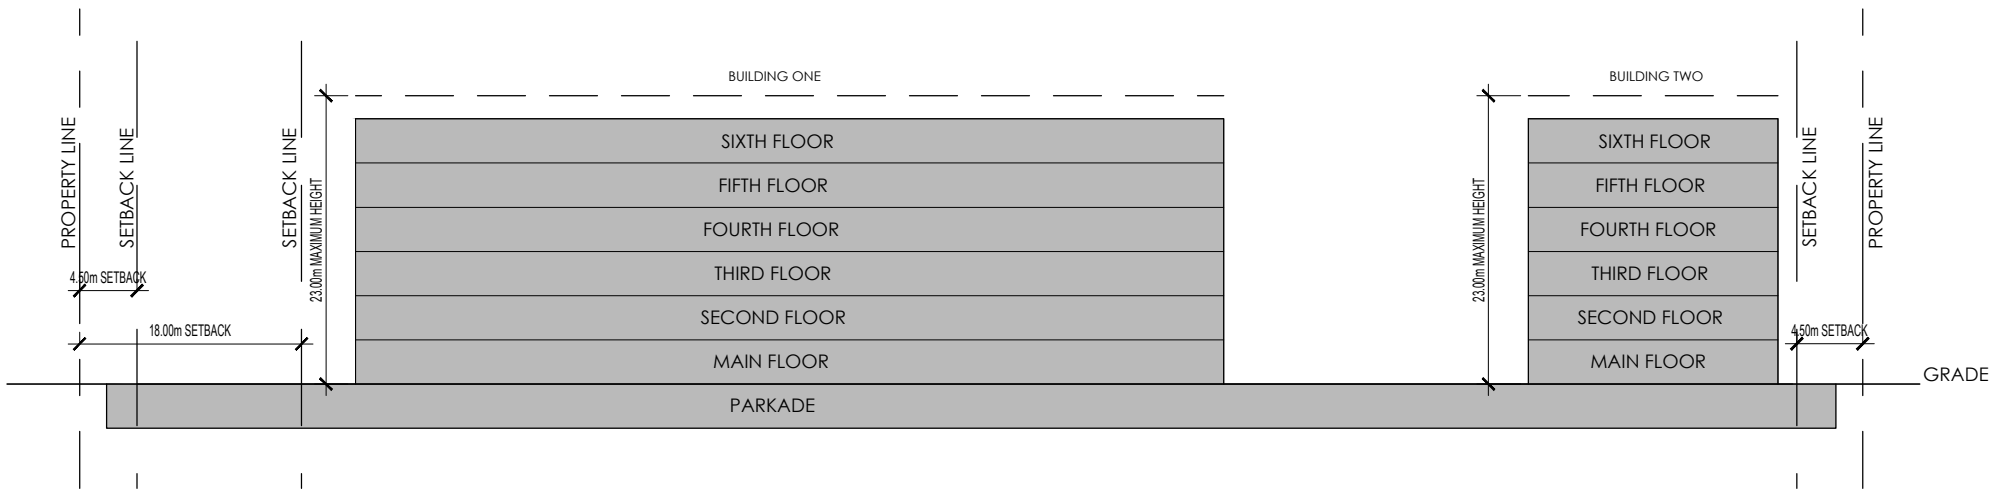 BUILDING ONE
BUILDING TWO
PROPERTY LINE
SETBACK LINE
SETBACK LINE
23.00m MAXIMUM HEIGHT
SIXTH FLOOR
FIFTH FLOOR
FOURTH FLOOR
THIRD FLOOR
SECOND FLOOR
MAIN FLOOR
23.00m MAXIMUM HEIGHT
SIXTH FLOOR
FIFTH FLOOR
FOURTH FLOOR
THIRD FLOOR
SECOND FLOOR
MAIN FLOOR
SETBACK LINE
PROPERTY LINE
4.50m SETBACK
18.00m SETBACK
4.50m SETBACK
GRADE
PARKADE